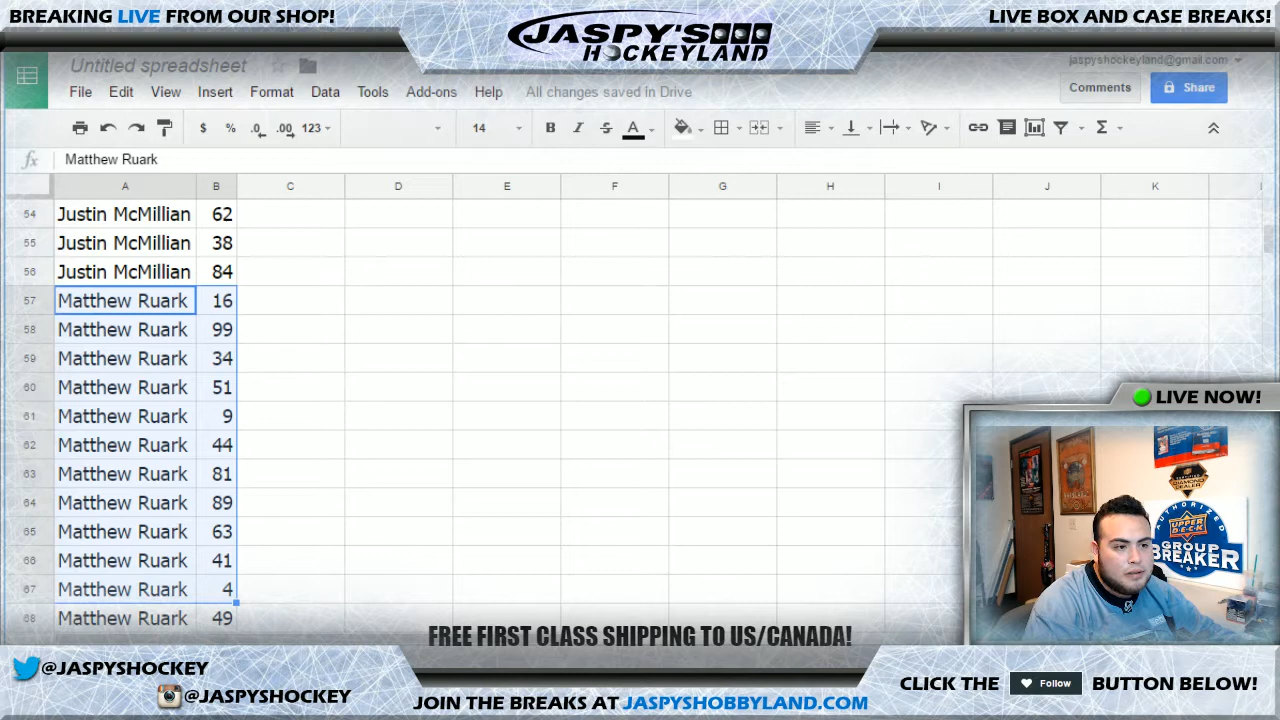 BREAKING LIVE FROM OUR SHOP!
JASPY'S
HOCKEYLAND
LIVE BOX AND CASE BREAKS!
Untitled spreadsheet
jaspyshockeyland@gmail.com
File Edit View Insert Format Data Tools Add-ons Help All changes saved in Drive
Comments
Share
$ % .0 .00 123 14 B I S A Σ
fx Matthew Ruark
A B C D E F G H I J K
54 Justin McMillian 62
55 Justin McMillian 38
56 Justin McMillian 84
57 Matthew Ruark 16
58 Matthew Ruark 99
59 Matthew Ruark 34
60 Matthew Ruark 51
61 Matthew Ruark 9
62 Matthew Ruark 44
63 Matthew Ruark 81
64 Matthew Ruark 89
65 Matthew Ruark 63
66 Matthew Ruark 41
67 Matthew Ruark 4
68 Matthew Ruark 49
LIVE NOW!
DIAMOND
DEALER
AUTHORIZED
UPPER
DECK
GROUP
BREAKER
FREE FIRST CLASS SHIPPING TO US/CANADA!
@JASPYSHOCKEY
@JASPYSHOCKEY
JOIN THE BREAKS AT JASPYSHOBBYLAND.COM
CLICK THE Follow BUTTON BELOW!